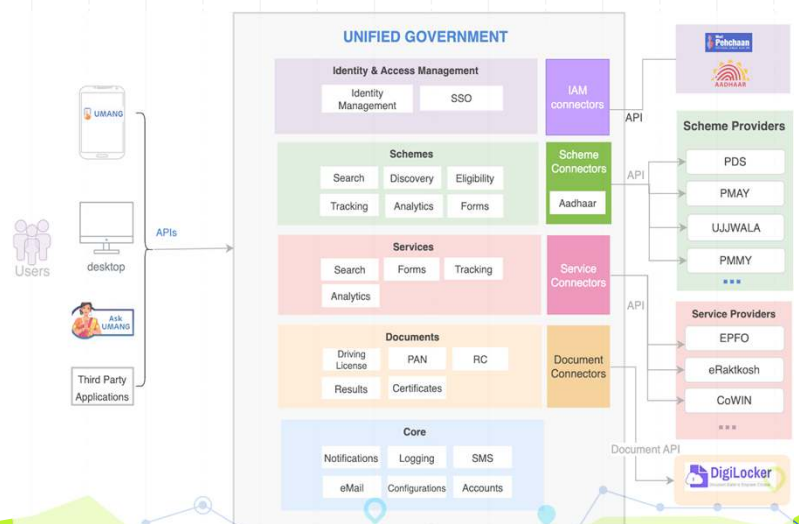 UNIFIED GOVERNMENT
Identity & Access Management
Identity
Management
SSO
IAM
connectors
API
Meri
Pehchaan
AADHAAR
Schemes
Search
Discovery
Eligibility
Tracking
Analytics
Forms
Scheme
Connectors
Aadhaar
API
Scheme Providers
PDS
PMAY
UJJWALA
PMMY
UMANG
desktop
Ask
UMANG
Third Party
Applications
Users
APIs
Services
Search
Forms
Tracking
Analytics
Service
Connectors
API
Service Providers
EPFO
eRaktkosh
CoWIN
Documents
Driving
License
PAN
RC
Results
Certificates
Document
Connectors
Document API
DigiLocker
Core
Notifications
Logging
SMS
eMail
Configurations
Accounts